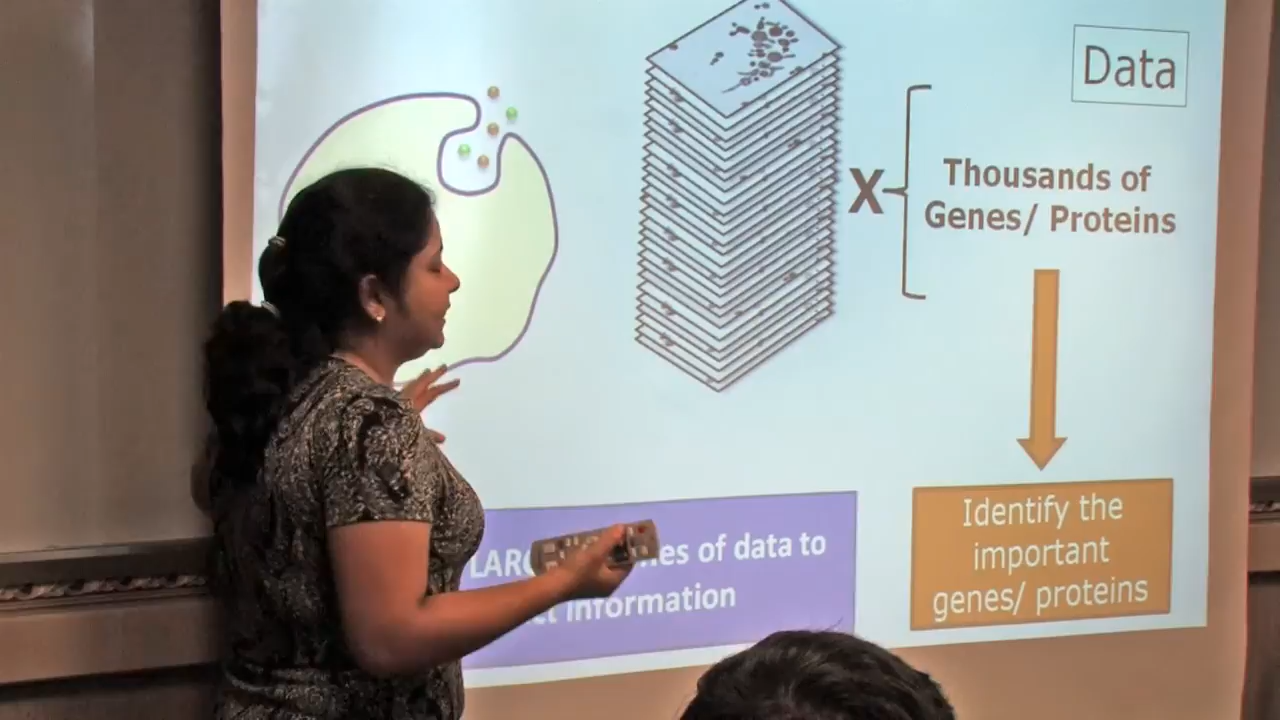 Data
X
Thousands of
Genes/ Proteins
Identify the
important
genes/ proteins
of data to
information